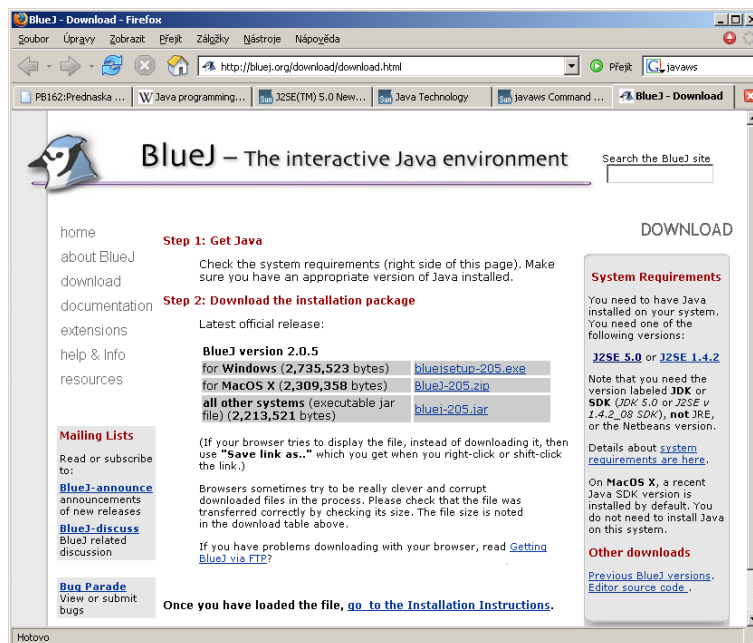 BlueJ - Download - Firefox
Soubor Úpravy Zobrazit Přejít Záložky Nástroje Nápověda
http://bluej.org/download/download.html
Přejít
G javaws
PB162:Prednaska ...
W Java programming...
Sun J2SE(TM) 5.0 New...
Sun Java Technology
Sun javaws Command ...
BlueJ - Download
BlueJ – The interactive Java environment
Search the BlueJ site
home
about BlueJ
download
documentation
extensions
help & Info
resources
Mailing Lists
Read or subscribe
to:
BlueJ-announce
announcements
of new releases
BlueJ-discuss
BlueJ related
discussion
Bug Parade
View or submit
bugs
Step 1: Get Java
Check the system requirements (right side of this page). Make
sure you have an appropriate version of Java installed.
Step 2: Download the installation package
Latest official release:
BlueJ version 2.0.5
for Windows (2,735,523 bytes) bluejsetup-205.exe
for MacOS X (2,309,358 bytes) BlueJ-205.zip
all other systems (executable jar
file) (2,213,521 bytes) bluej-205.jar
(If your browser tries to display the file, instead of downloading it, then
use "Save link as.." which you get when you right-click or shift-click
the link.)
Browsers sometimes try to be really clever and corrupt
downloaded files in the process. Please check that the file was
transferred correctly by checking its size. The file size is noted
in the download table above.
If you have problems downloading with your browser, read Getting
BlueJ via FTP?
Once you have loaded the file, go to the Installation Instructions.
DOWNLOAD
System Requirements
You need to have Java
installed on your system.
You need one of the
following versions:
J2SE 5.0 or J2SE 1.4.2
Note that you need the
version labeled JDK or
SDK (JDK 5.0 or J2SE v
1.4.2_08 SDK), not JRE,
or the Netbeans version.
Details about system
requirements are here.
On MacOS X, a recent
Java SDK version is
installed by default. You
do not need to install Java
on this system.
Other downloads
Previous BlueJ versions.
Editor source code .
Hotovo